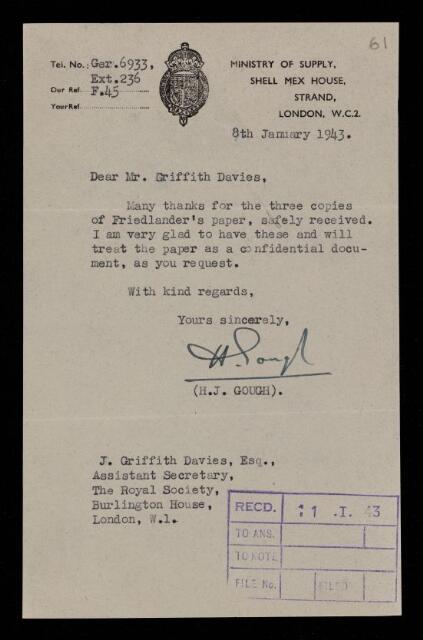 61
Tel. No.: Ger.6933,
Ext.236
Our Ref. F.45
Your Ref.
MINISTRY OF SUPPLY,
SHELL MEX HOUSE,
STRAND,
LONDON, W.C.2.
8th January 1943.
Dear Mr. Griffith Davies,
Many thanks for the three copies
of Friedlander's paper, safely received.
I am very glad to have these and will
treat the paper as a confidential docu-
ment, as you request.
With kind regards,
Yours sincerely,
H. Gough
(H.J. GOUGH).
J. Griffith Davies, Esq.,
Assistant Secretary,
The Royal Society,
Burlington House,
London, W.1.
RECD. 11 .I. 43
TO ANS.
TO NOTE
FILE No.